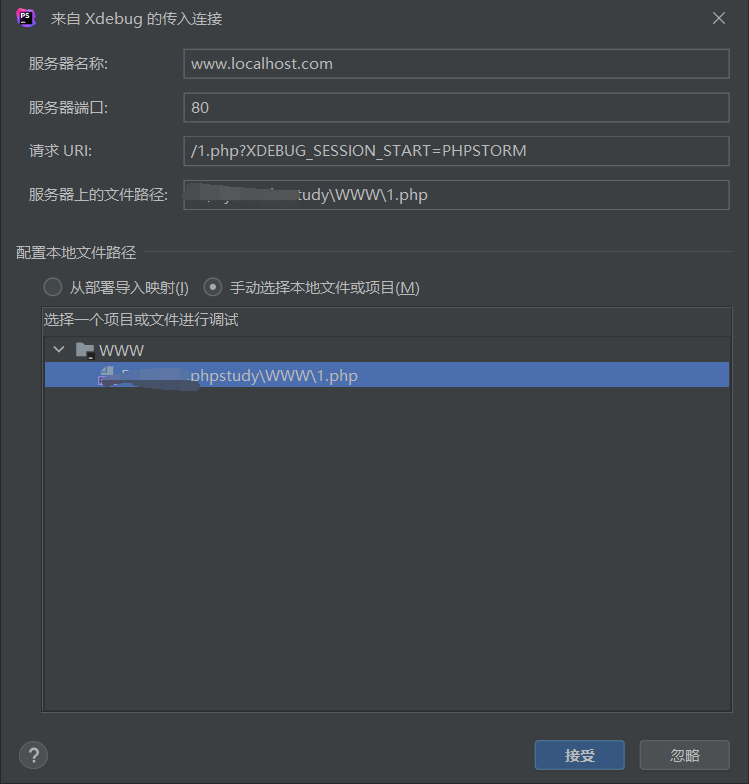 PS
来自 Xdebug 的传入连接
服务器名称: www.localhost.com
服务器端口: 80
请求 URI: /1.php?XDEBUG_SESSION_START=PHPSTORM
服务器上的文件路径: tudy\WWW\1.php
配置本地文件路径
从部署导入映射(I) 手动选择本地文件或项目(M)
选择一个项目或文件进行调试
WWW
phpstudy\WWW\1.php
? 接受 忽略